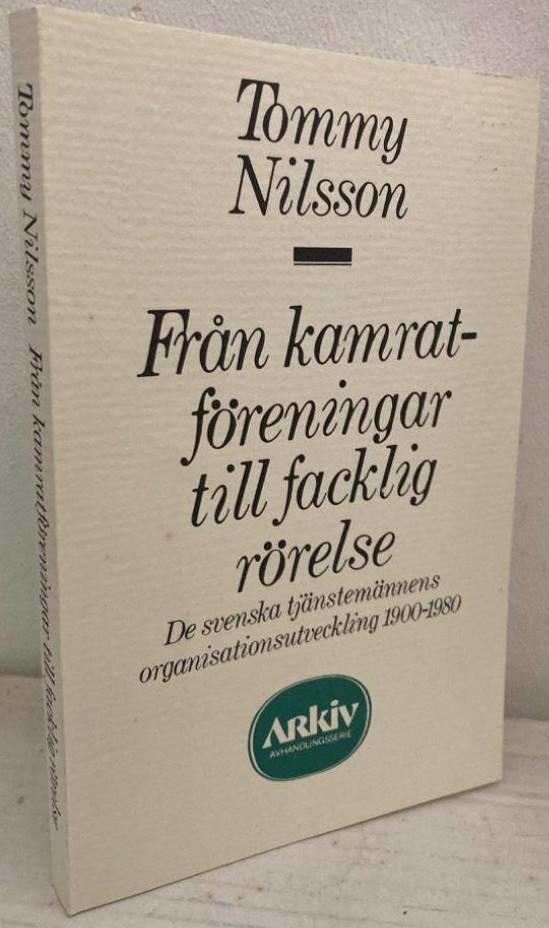 Tommy
Nilsson
Från kamrat-
föreningar
till facklig
rörelse
De svenska tjänstemännens
organisationsutveckling 1900-1980
ARKIV
AVHANDLINGSSERIE
Tommy Nilsson Från kamratföreningar till facklig rörelse